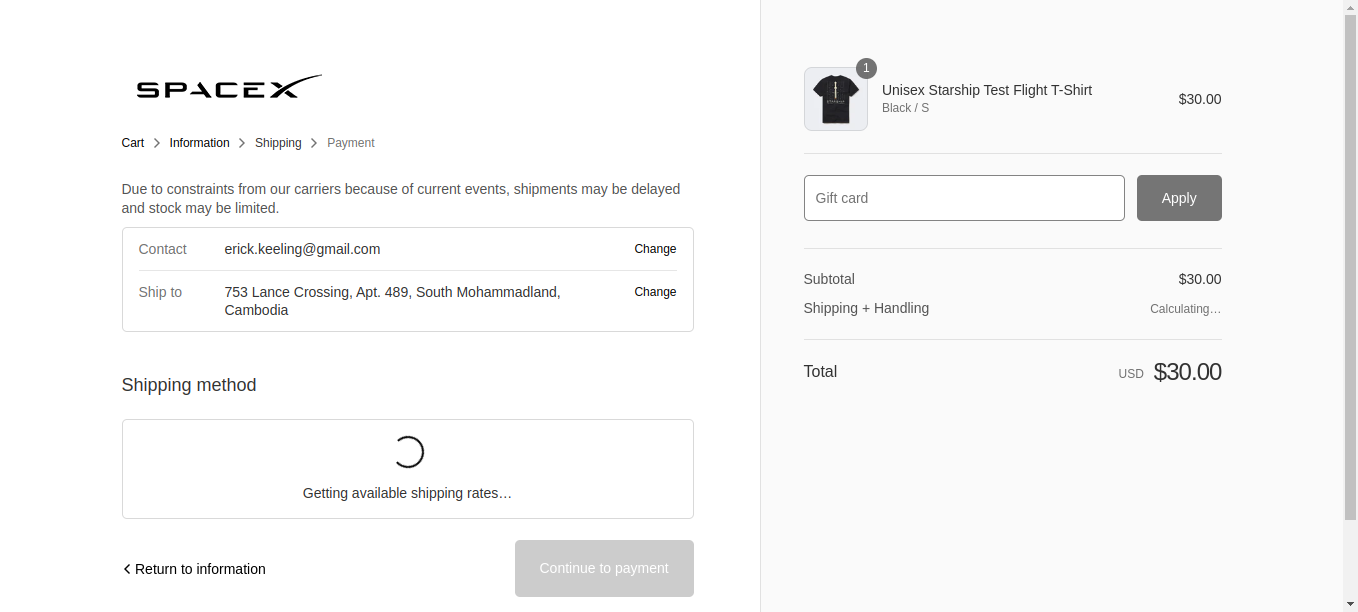 SPACEX
Cart > Information > Shipping > Payment
Due to constraints from our carriers because of current events, shipments may be delayed
and stock may be limited.
Contact erick.keeling@gmail.com Change
Ship to 753 Lance Crossing, Apt. 489, South Mohammadland, Change
Cambodia
Shipping method
Getting available shipping rates…
Return to information
Continue to payment
1
Unisex Starship Test Flight T-Shirt
Black / S
$30.00
Gift card
Apply
Subtotal $30.00
Shipping + Handling Calculating…
Total USD $30.00